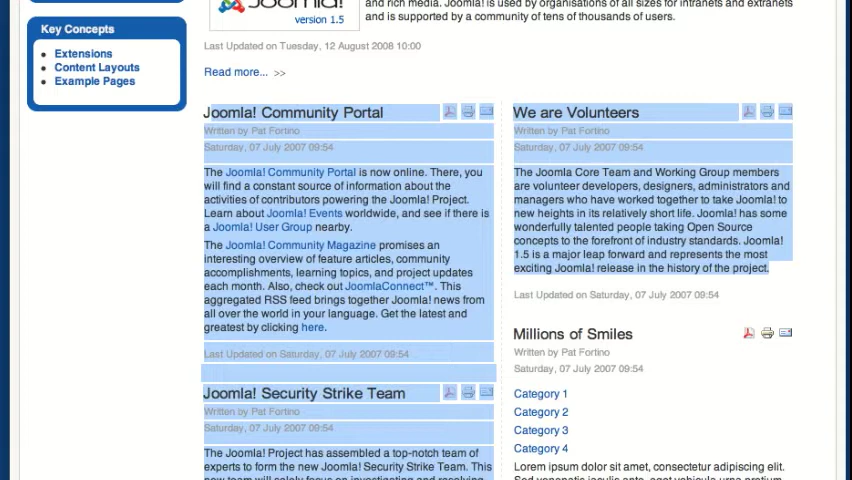 Joomla!
version 1.5
and rich media. Joomla! is used by organisations of all sizes for intranets and extranets
and is supported by a community of tens of thousands of users.
Last Updated on Tuesday, 12 August 2008 10:00
Read more... >>
Key Concepts
Extensions
Content Layouts
Example Pages
Joomla! Community Portal
Written by Pat Fortino
Saturday, 07 July 2007 09:54
The Joomla! Community Portal is now online. There, you
will find a constant source of information about the
activities of contributors powering the Joomla! Project.
Learn about Joomla! Events worldwide, and see if there is
a Joomla! User Group nearby.
The Joomla! Community Magazine promises an
interesting overview of feature articles, community
accomplishments, learning topics, and project updates
each month. Also, check out JoomlaConnect™. This
aggregated RSS feed brings together Joomla! news from
all over the world in your language. Get the latest and
greatest by clicking here.
Last Updated on Saturday, 07 July 2007 09:54
Joomla! Security Strike Team
Written by Pat Fortino
Saturday, 07 July 2007 09:54
The Joomla! Project has assembled a top-notch team of
experts to form the new Joomla! Security Strike Team. This
new team will solely focus on investigating and resolving
We are Volunteers
Written by Pat Fortino
Saturday, 07 July 2007 09:54
The Joomla Core Team and Working Group members
are volunteer developers, designers, administrators and
managers who have worked together to take Joomla! to
new heights in its relatively short life. Joomla! has some
wonderfully talented people taking Open Source
concepts to the forefront of industry standards. Joomla!
1.5 is a major leap forward and represents the most
exciting Joomla! release in the history of the project.
Last Updated on Saturday, 07 July 2007 09:54
Millions of Smiles
Written by Pat Fortino
Saturday, 07 July 2007 09:54
Category 1
Category 2
Category 3
Category 4
Lorem ipsum dolor sit amet, consectetur adipiscing elit.